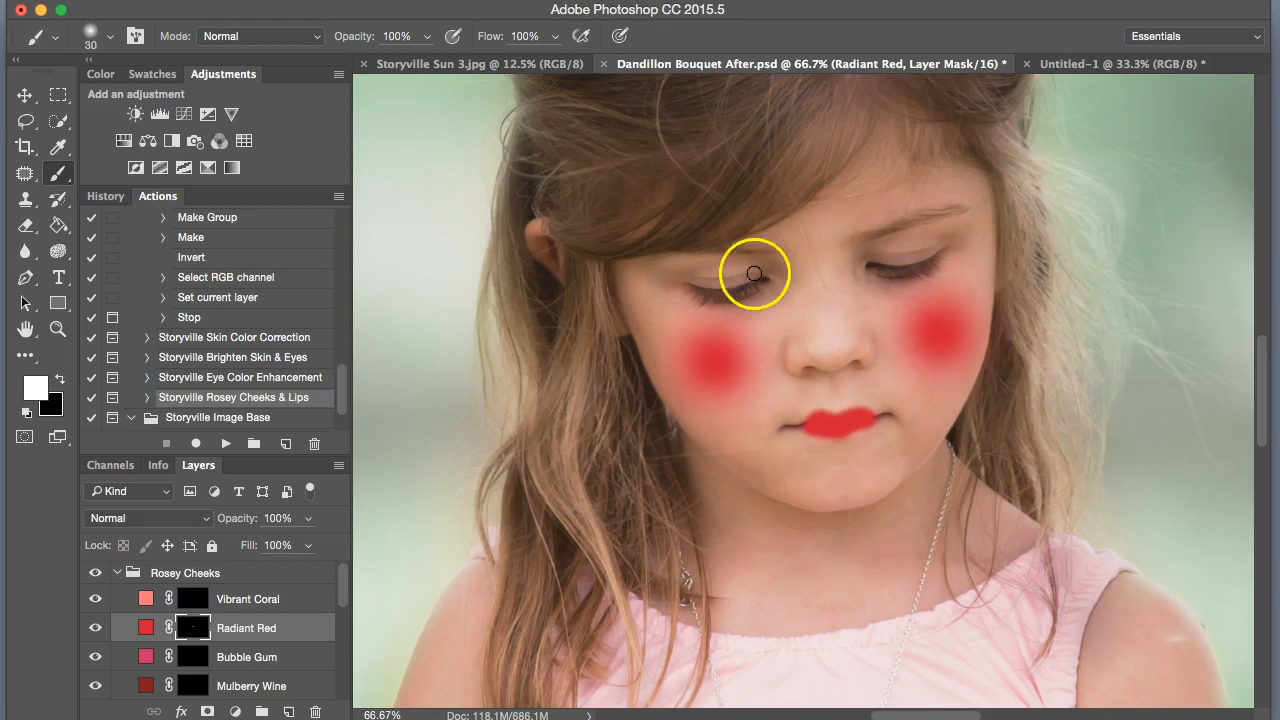 Adobe Photoshop CC 2015.5
30 Mode: Normal Opacity: 100% Flow: 100% Essentials
× Storyville Sun 3.jpg @ 12.5% (RGB/8) × Dandillon Bouquet After.psd @ 66.7% (Radiant Red, Layer Mask/16) * × Untitled-1 @ 33.3% (RGB/8) *
Color Swatches Adjustments
Add an adjustment
History Actions
Make Group
Make
Invert
Select RGB channel
Set current layer
Stop
Storyville Skin Color Correction
Storyville Brighten Skin & Eyes
Storyville Eye Color Enhancement
Storyville Rosey Cheeks & Lips
Storyville Image Base
Channels Info Layers
Kind
Normal Opacity: 100%
Lock: Fill: 100%
Rosey Cheeks
Vibrant Coral
Radiant Red
Bubble Gum
Mulberry Wine
fx
66.67% Doc: 118.1M/686.1M